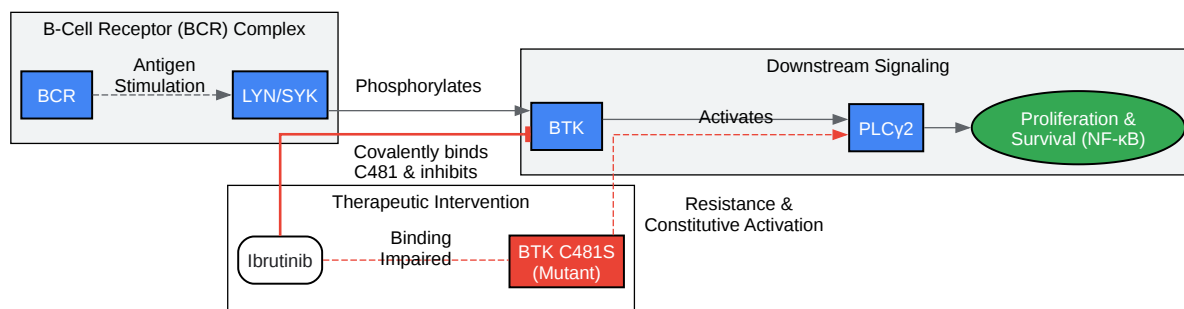 B-Cell Receptor (BCR) Complex
BCR
Antigen
Stimulation
LYN/SYK
Phosphorylates
Downstream Signaling
BTK
Activates
PLCγ2
Proliferation &
Survival (NF-κB)
Covalently binds
C481 & inhibits
Therapeutic Intervention
Ibrutinib
Binding
Impaired
BTK C481S
(Mutant)
Resistance &
Constitutive Activation